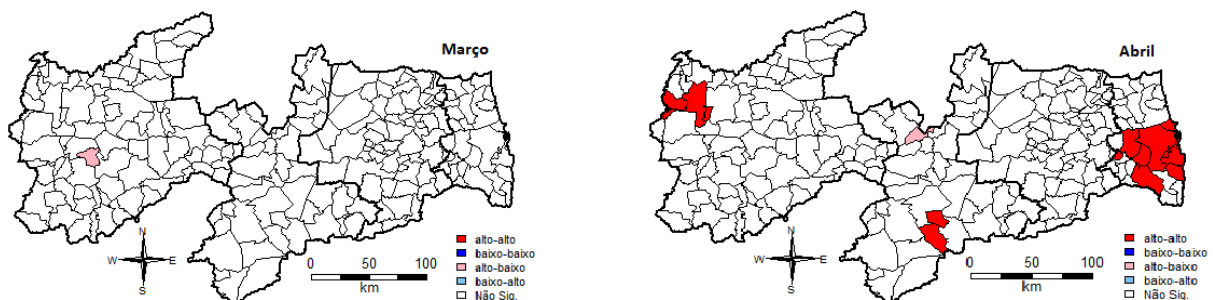 Março
N
W E
S
0 50 100
km
alto-alto
baixo-baixo
alto-baixo
baixo-alto
Não Sig.
Abril
N
W E
S
0 50 100
km
alto-alto
baixo-baixo
alto-baixo
baixo-alto
Não Sig.